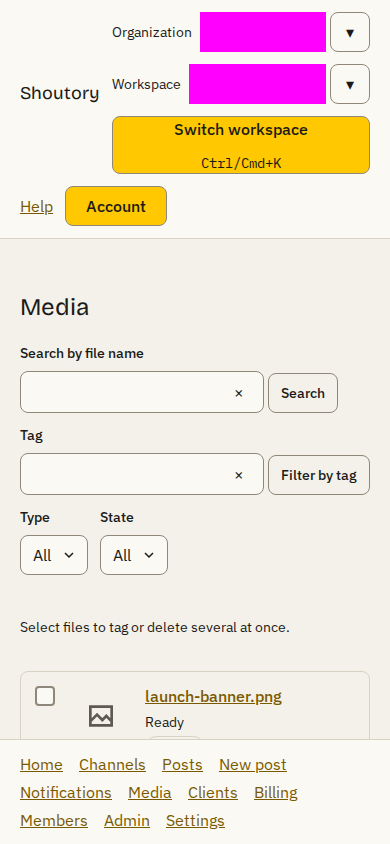 Organization
▾
Workspace
▾
Shoutory
Switch workspace
Ctrl/Cmd+K
Help
Account
Media
Search by file name
×
Search
Tag
×
Filter by tag
Type
State
All
All
Select files to tag or delete several at once.
launch-banner.png
Ready
Home Channels Posts New post
Notifications Media Clients Billing
Members Admin Settings